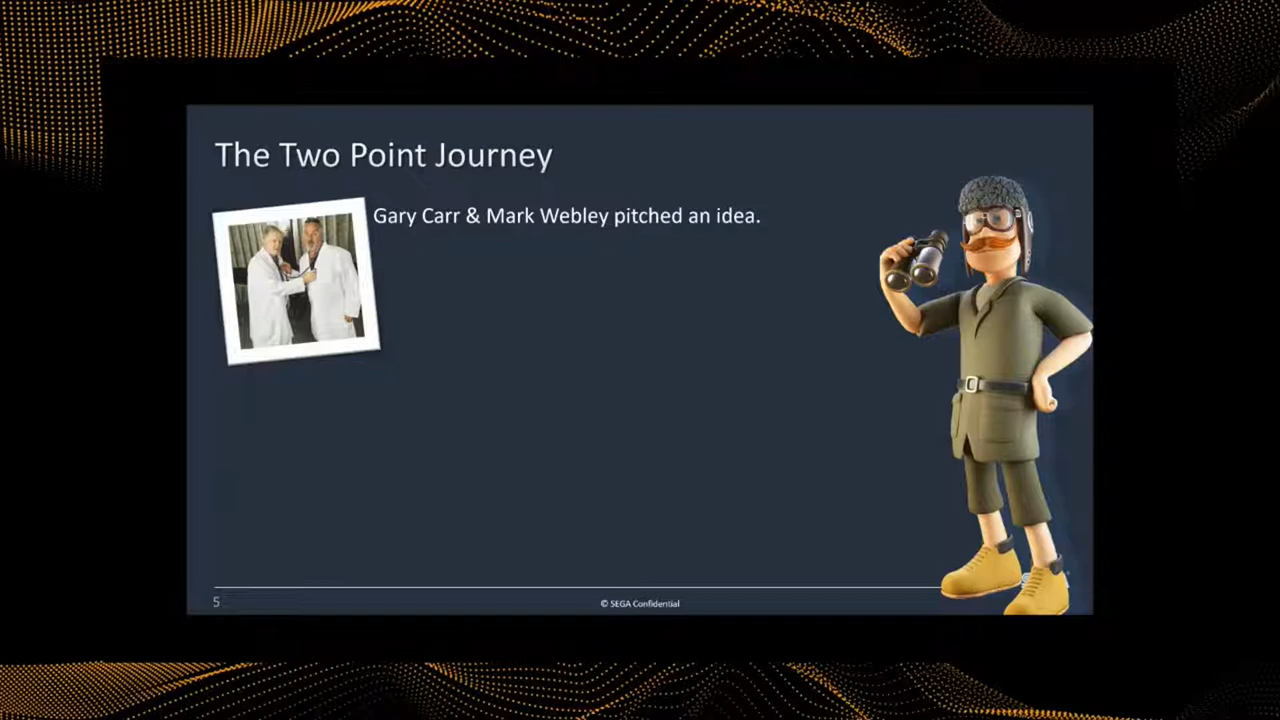 The Two Point Journey
Gary Carr & Mark Webley pitched an idea.
5
© SEGA Confidential